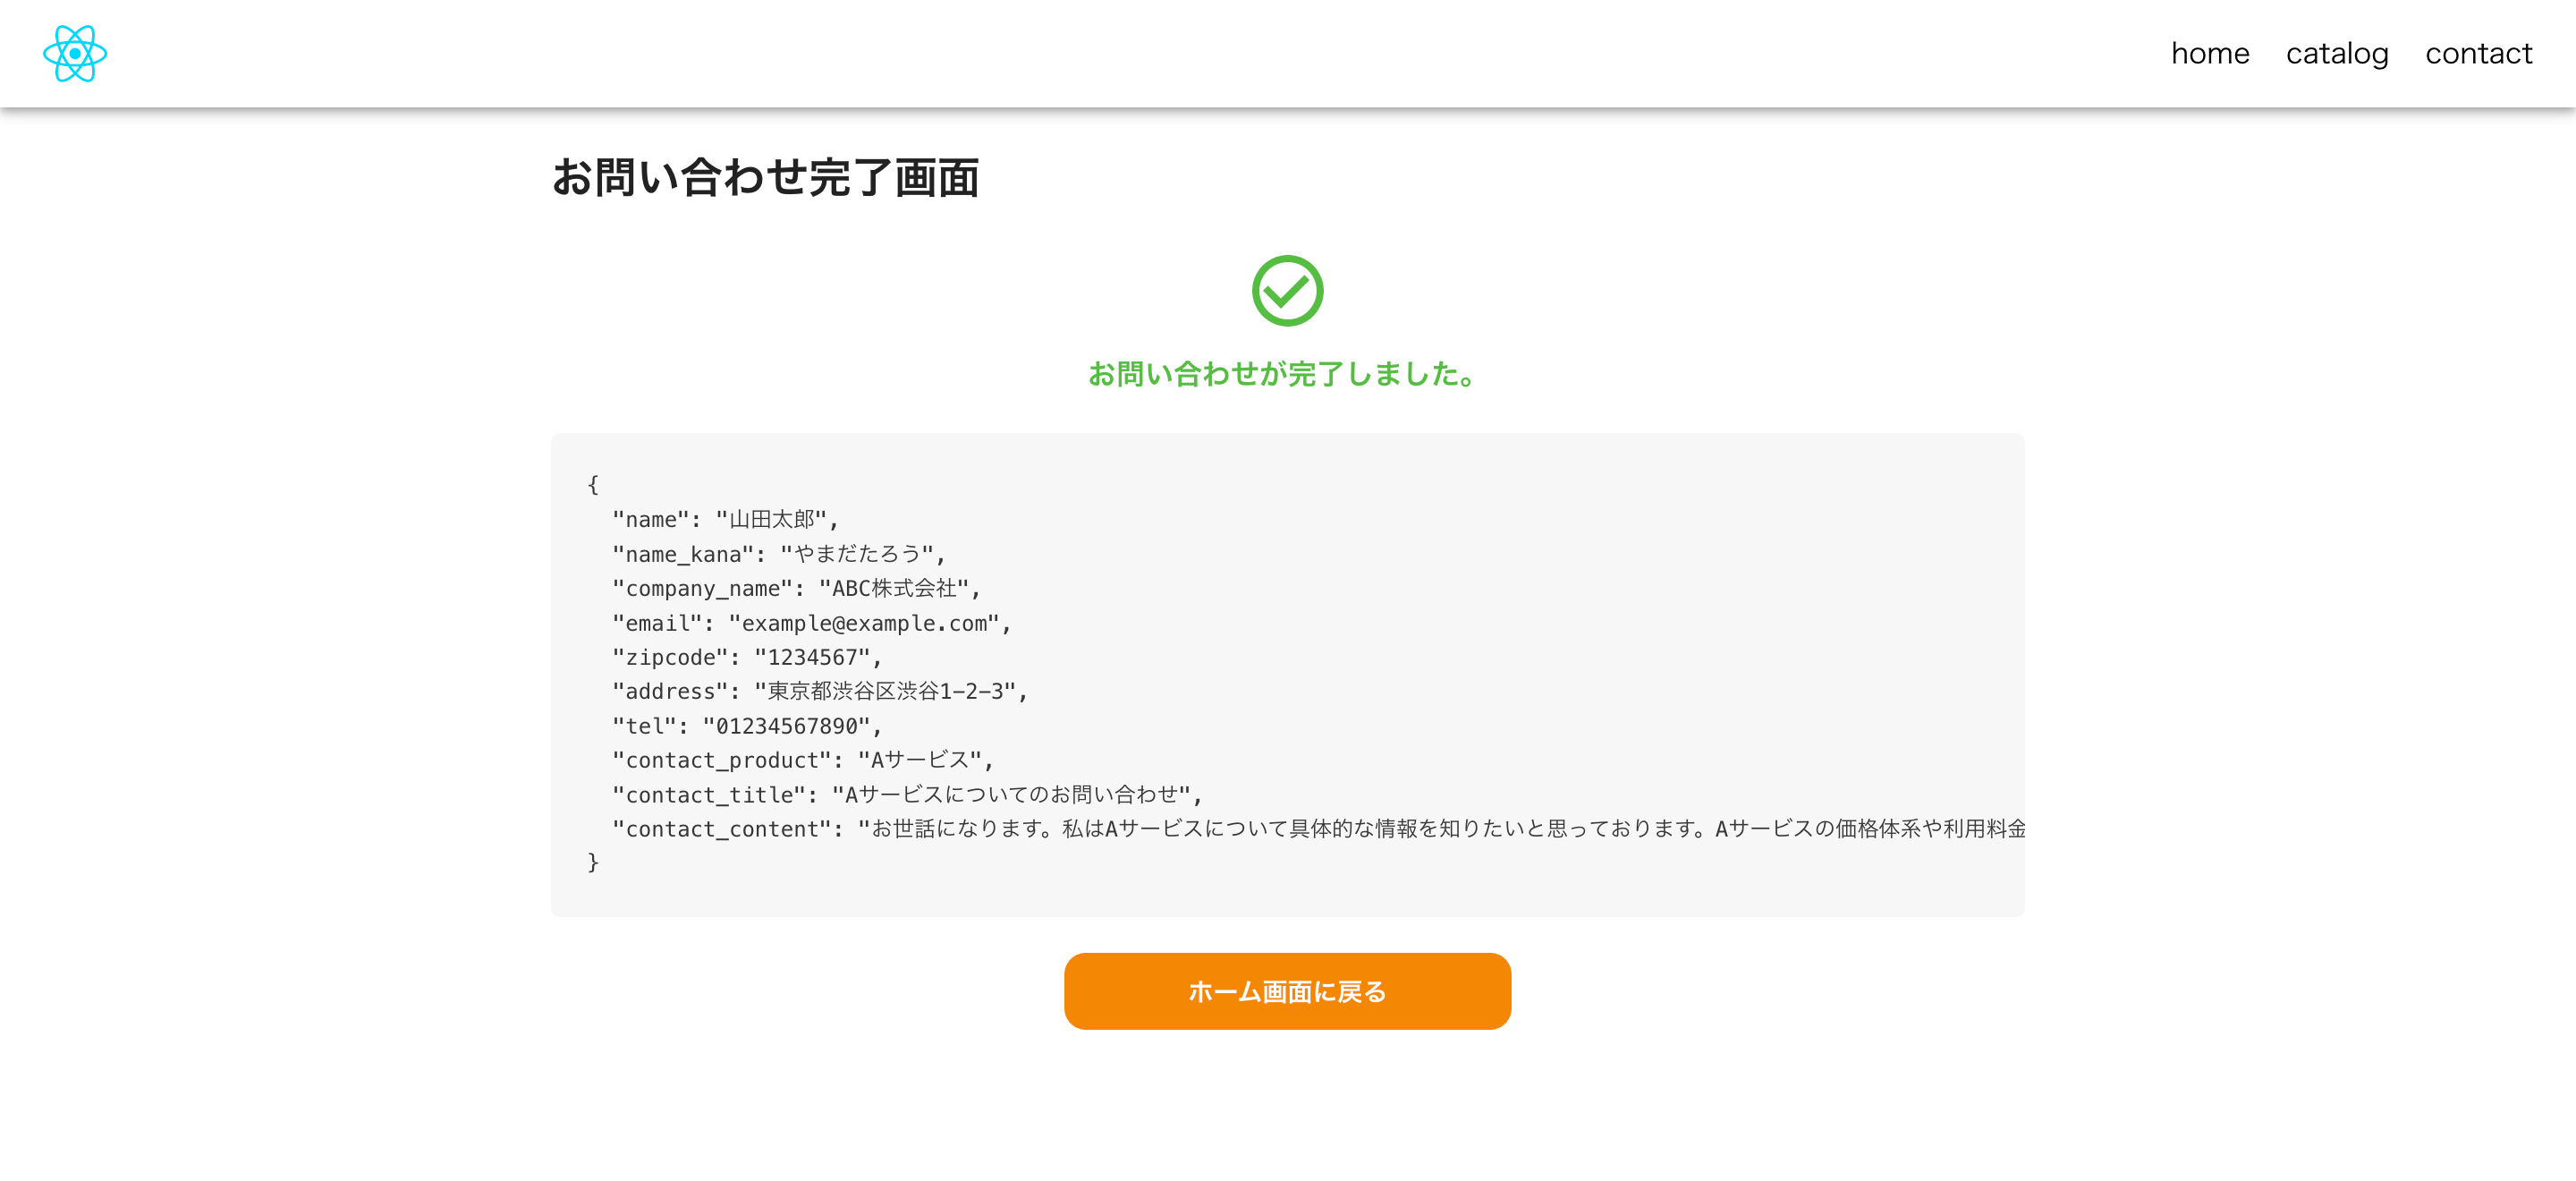 home catalog contact
お問い合わせ完了画面
お問い合わせが完了しました。
{
  "name": "山田太郎",
  "name_kana": "やまだたろう",
  "company_name": "ABC株式会社",
  "email": "example@example.com",
  "zipcode": "1234567",
  "address": "東京都渋谷区渋谷1-2-3",
  "tel": "01234567890",
  "contact_product": "Aサービス",
  "contact_title": "Aサービスについてのお問い合わせ",
  "contact_content": "お世話になります。私はAサービスについて具体的な情報を知りたいと思っております。Aサービスの価格体系や利用料金
}
ホーム画面に戻る